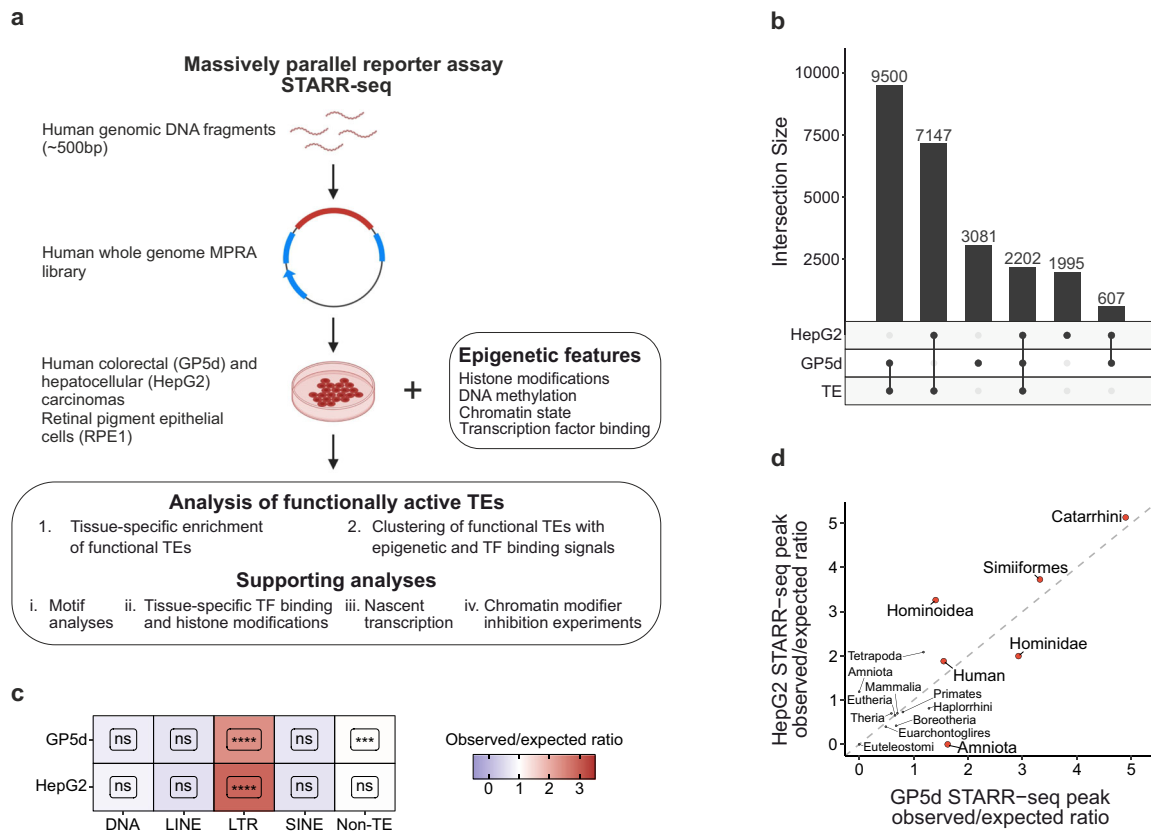 a
Massively parallel reporter assay
STARR-seq
Human genomic DNA fragments
(~500bp)
Human whole genome MPRA
library
Human colorectal (GP5d) and
hepatocellular (HepG2)
carcinomas
Retinal pigment epithelial
cells (RPE1)
+
Epigenetic features
Histone modifications
DNA methylation
Chromatin state
Transcription factor binding
Analysis of functionally active TEs
1. Tissue-specific enrichment
of functional TEs
2. Clustering of functional TEs with
epigenetic and TF binding signals
Supporting analyses
i. Motif
analyses
ii. Tissue-specific TF binding
and histone modifications
iii. Nascent
transcription
iv. Chromatin modifier
inhibition experiments
b
Intersection Size
10000
7500
5000
2500
9500
7147
3081
2202
1995
607
HepG2
GP5d
TE
c
GP5d
ns
ns
****
ns
***
HepG2
ns
ns
****
ns
ns
DNA
LINE
LTR
SINE
Non-TE
Observed/expected ratio
0 1 2 3
d
HepG2 STARR−seq peak
observed/expected ratio
5
4
3
2
1
0
Catarrhini
Simiiformes
Hominoidea
Hominidae
Tetrapoda
Human
Amniota
Mammalia
Eutheria
Primates
Haplorrhini
Theria
Boreotheria
Euarchontoglires
Euteleostomi
Amniota
0 1 2 3 4 5
GP5d STARR−seq peak
observed/expected ratio